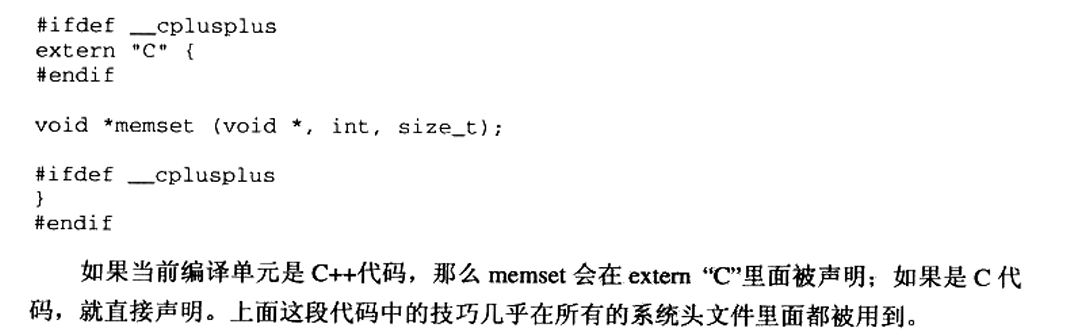 #ifdef __cplusplus
extern "C" {
#endif
void *memset (void *, int, size_t);
#ifdef __cplusplus
}
#endif
如果当前编译单元是 C++代码，那么 memset 会在 extern “C”里面被声明；如果是 C 代
码，就直接声明。上面这段代码中的技巧几乎在所有的系统头文件里面都被用到。